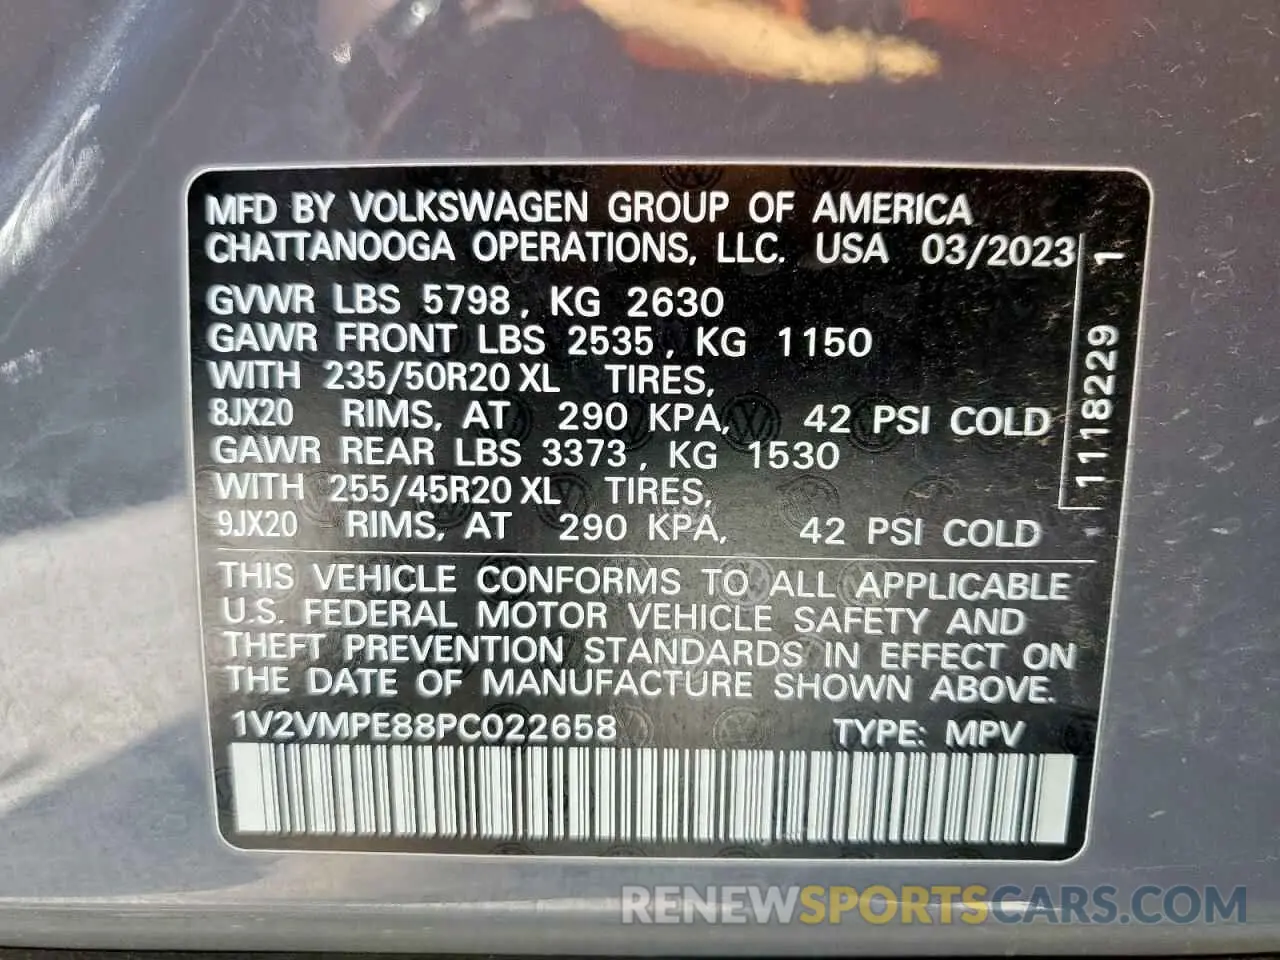 MFD BY VOLKSWAGEN GROUP OF AMERICA
CHATTANOOGA OPERATIONS, LLC. USA 03/2023
GVWR LBS 5798, KG 2630
GAWR FRONT LBS 2535, KG 1150
WITH 235/50R20 XL TIRES,
8JX20 RIMS, AT 290 KPA, 42 PSI COLD
GAWR REAR LBS 3373, KG 1530
WITH 255/45R20 XL TIRES,
9JX20 RIMS, AT 290 KPA, 42 PSI COLD
1118229 1
THIS VEHICLE CONFORMS TO ALL APPLICABLE
U.S. FEDERAL MOTOR VEHICLE SAFETY AND
THEFT PREVENTION STANDARDS IN EFFECT ON
THE DATE OF MANUFACTURE SHOWN ABOVE.
1V2VMPE88PC022658 TYPE: MPV
RENEWSPORTSCARS.COM